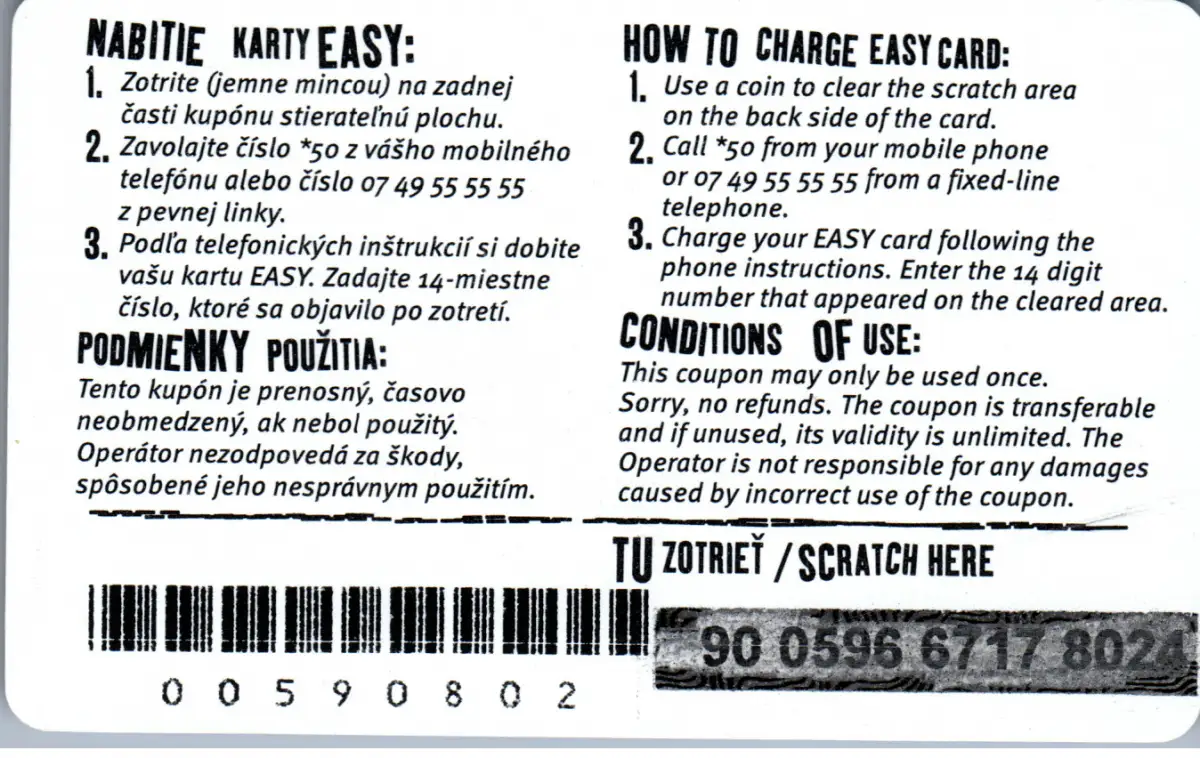 NABITIE KARTY EASY:
1. Zotrite (jemne mincou) na zadnej
časti kupónu stierateľnú plochu.
2. Zavolajte číslo *50 z vášho mobilného
telefónu alebo číslo 07 49 55 55 55
z pevnej linky.
3. Podľa telefonických inštrukcií si dobite
vašu kartu EASY. Zadajte 14-miestne
číslo, ktoré sa objavilo po zotretí.
PODMIENKY POUŽITIA:
Tento kupón je prenosný, časovo
neobmedzený, ak nebol použitý.
Operátor nezodpovedá za škody,
spôsobené jeho nesprávnym použitím.
HOW TO CHARGE EASY CARD:
1. Use a coin to clear the scratch area
on the back side of the card.
2. Call *50 from your mobile phone
or 07 49 55 55 55 from a fixed-line
telephone.
3. Charge your EASY card following the
phone instructions. Enter the 14 digit
number that appeared on the cleared area.
CONDITIONS OF USE:
This coupon may only be used once.
Sorry, no refunds. The coupon is transferable
and if unused, its validity is unlimited. The
Operator is not responsible for any damages
caused by incorrect use of the coupon.
TU ZOTRIEŤ / SCRATCH HERE
90 0596 6717 8024
00590802